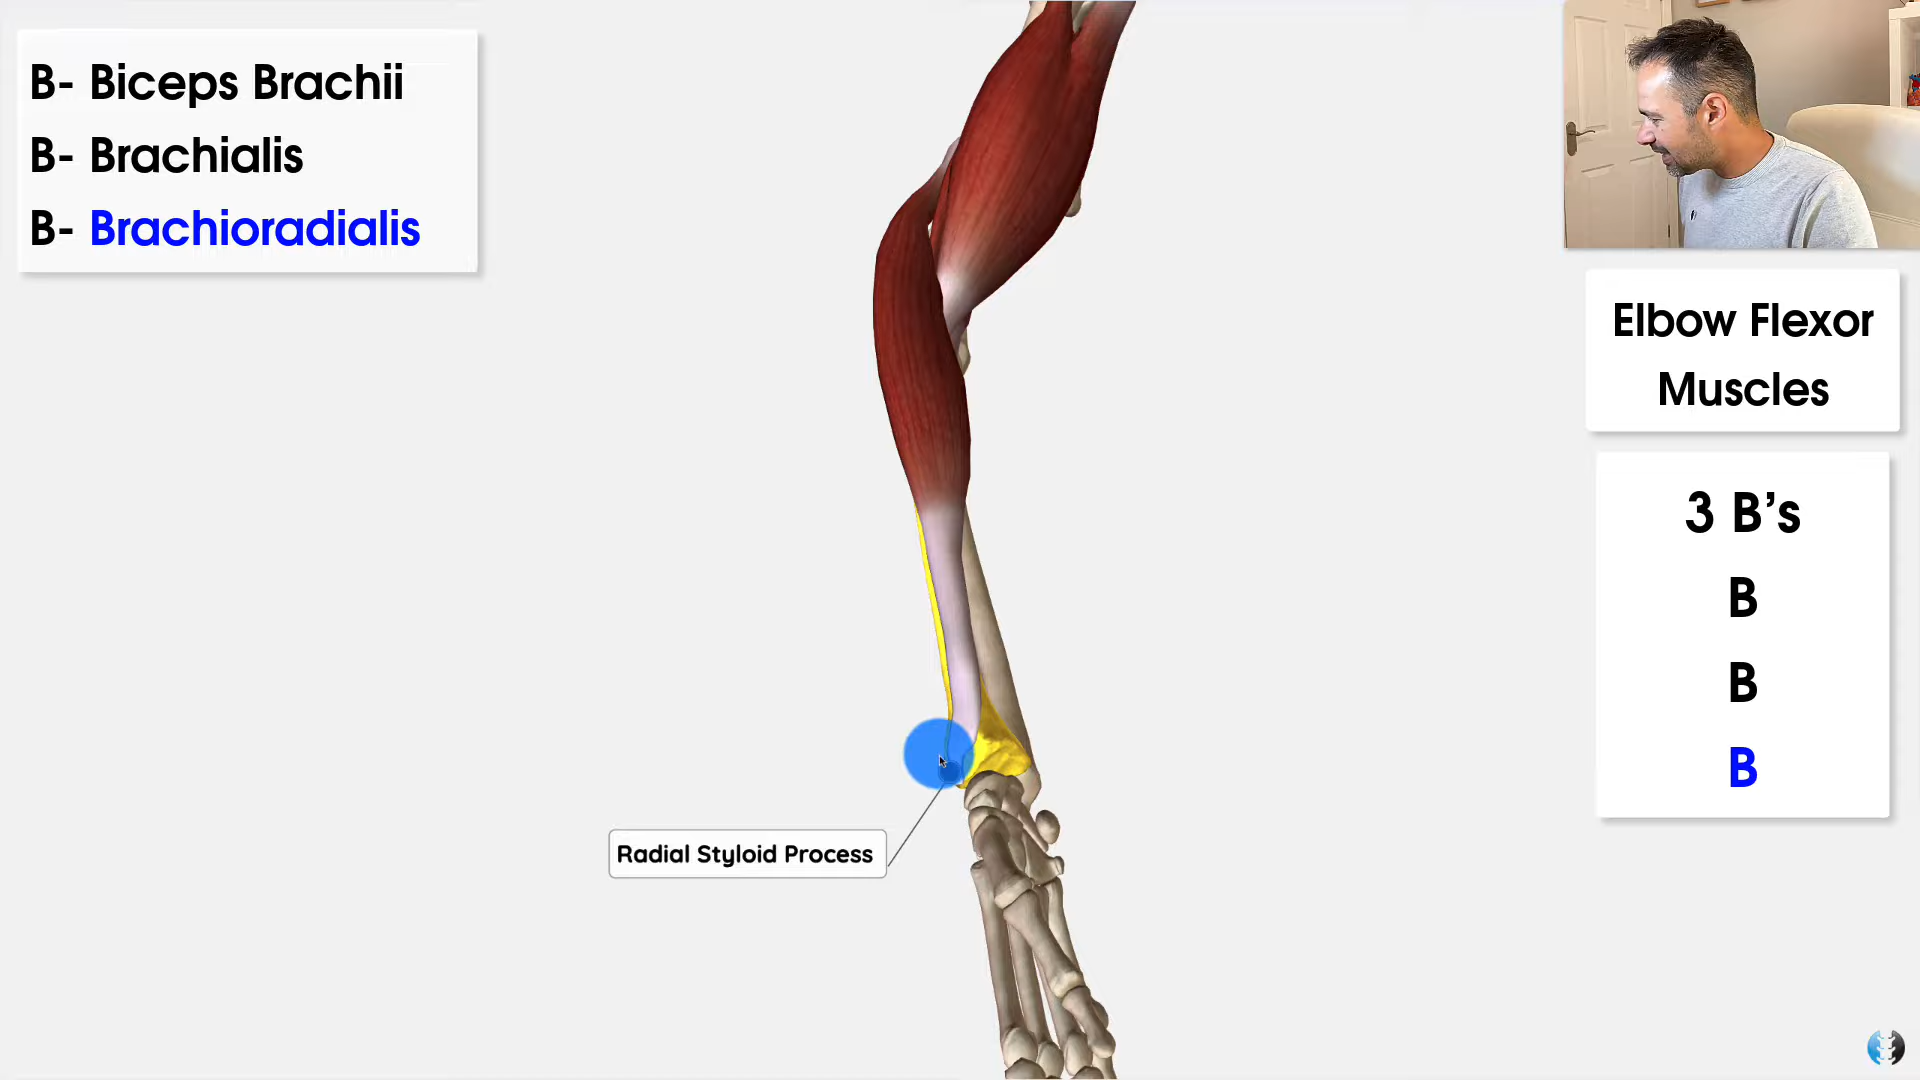 B- Biceps Brachii
B- Brachialis
B- Brachioradialis
Elbow Flexor
Muscles
3 B’s
B
B
B
Radial Styloid Process